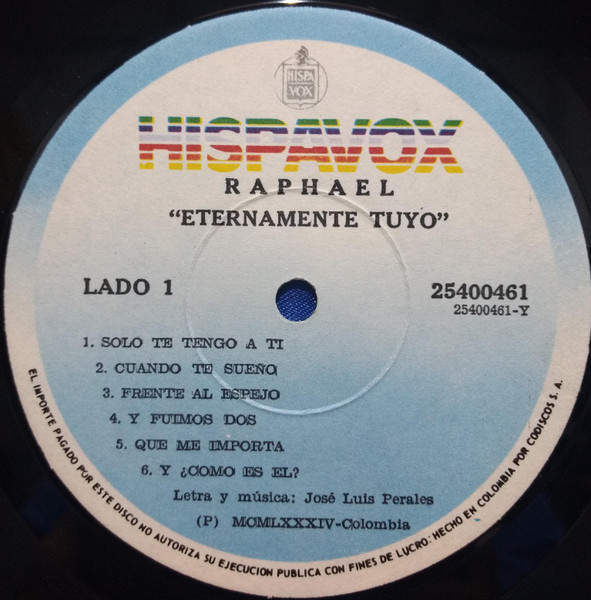 HISPA
VOX
HISPAVOX
RAPHAEL
"ETERNAMENTE TUYO"
LADO 1
25400461
25400461-Y
1. SOLO TE TENGO A TI
2. CUANDO TE SUEÑO
3. FRENTE AL ESPEJO
4. Y FUIMOS DOS
5. QUE ME IMPORTA
6. Y ¿COMO ES EL?
Letra y música: José Luis Perales
(P) MCMLXXXIV-Colombia
EL IMPORTE PAGADO POR ESTE DISCO NO AUTORIZA SU EJECUCION PUBLICA CON FINES DE LUCRO: HECHO EN COLOMBIA POR CODISCOS S.A.